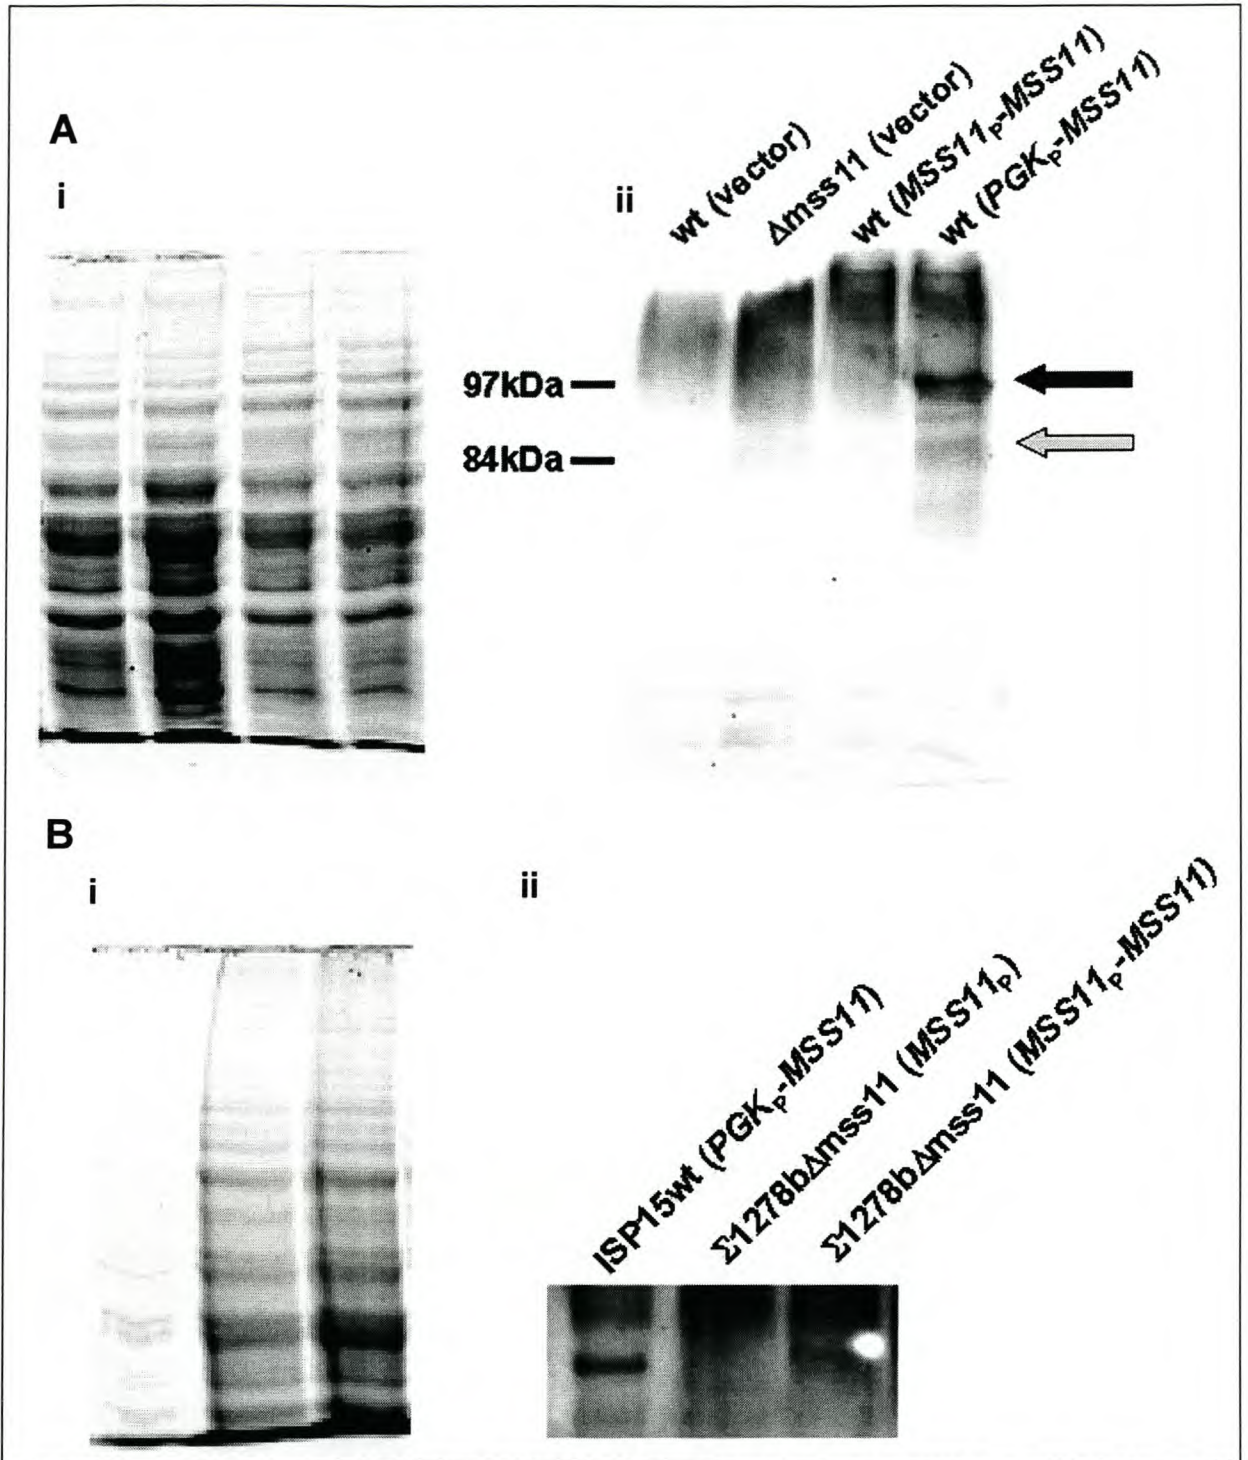 A
i
ii
wt (vector)
Δmss11 (vector)
wt (MSS11P-MSS11)
wt (PGKP-MSS11)
97kDa
84kDa
B
i
ii
ISP15wt (PGKP-MSS11)
Σ1278bΔmss11 (MSS11P)
Σ1278bΔmss11 (MSS11P-MSS11)